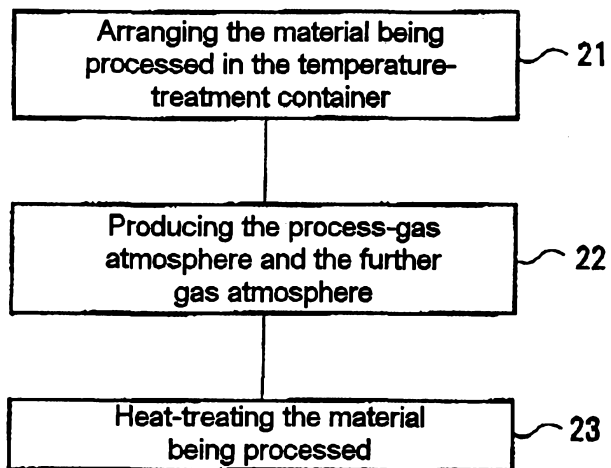 Arranging the material being
processed in the temperature-
treatment container
21
Producing the process-gas
atmosphere and the further
gas atmosphere
22
Heat-treating the material
being processed
23